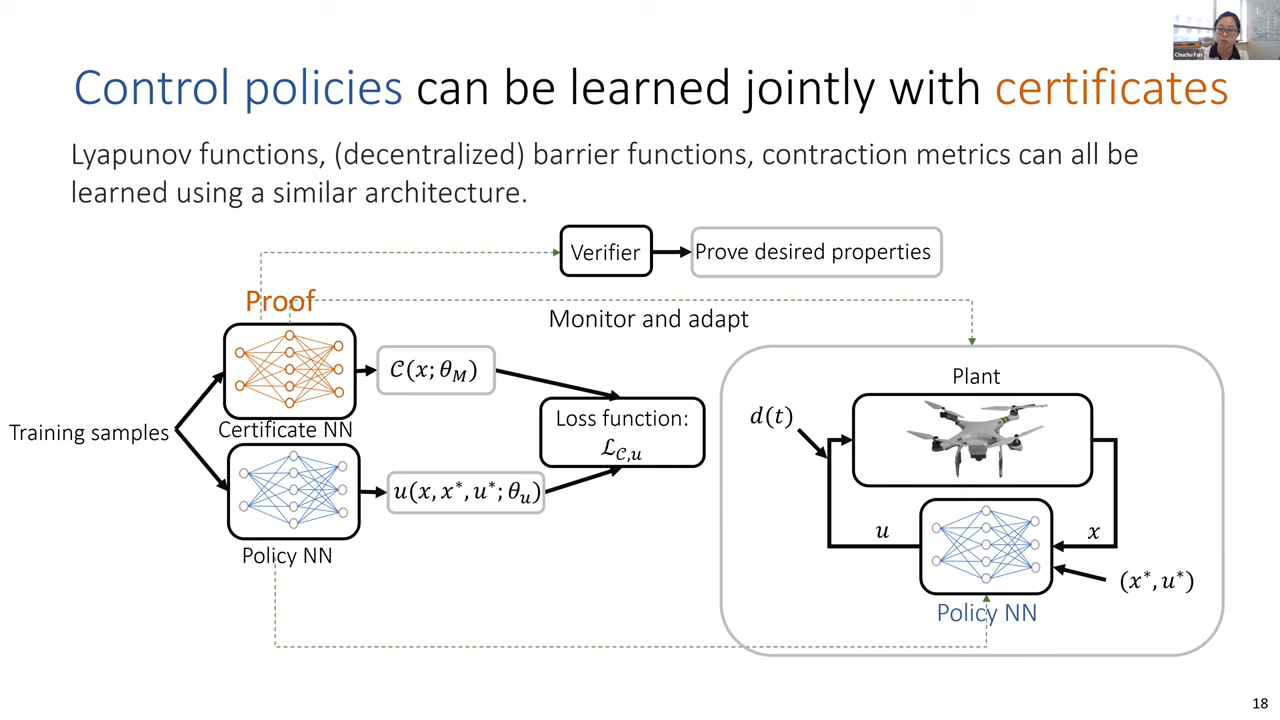 Chuchu Fan
Control policies can be learned jointly with certificates
Lyapunov functions, (decentralized) barrier functions, contraction metrics can all be
learned using a similar architecture.
Verifier
Prove desired properties
Proof
Monitor and adapt
Training samples
Certificate NN
𝒞(x; θ_M)
Policy NN
u(x, x*, u*; θ_u)
Loss function:
ℒ_𝒞,u
Plant
d(t)
u
x
(x*, u*)
Policy NN
18